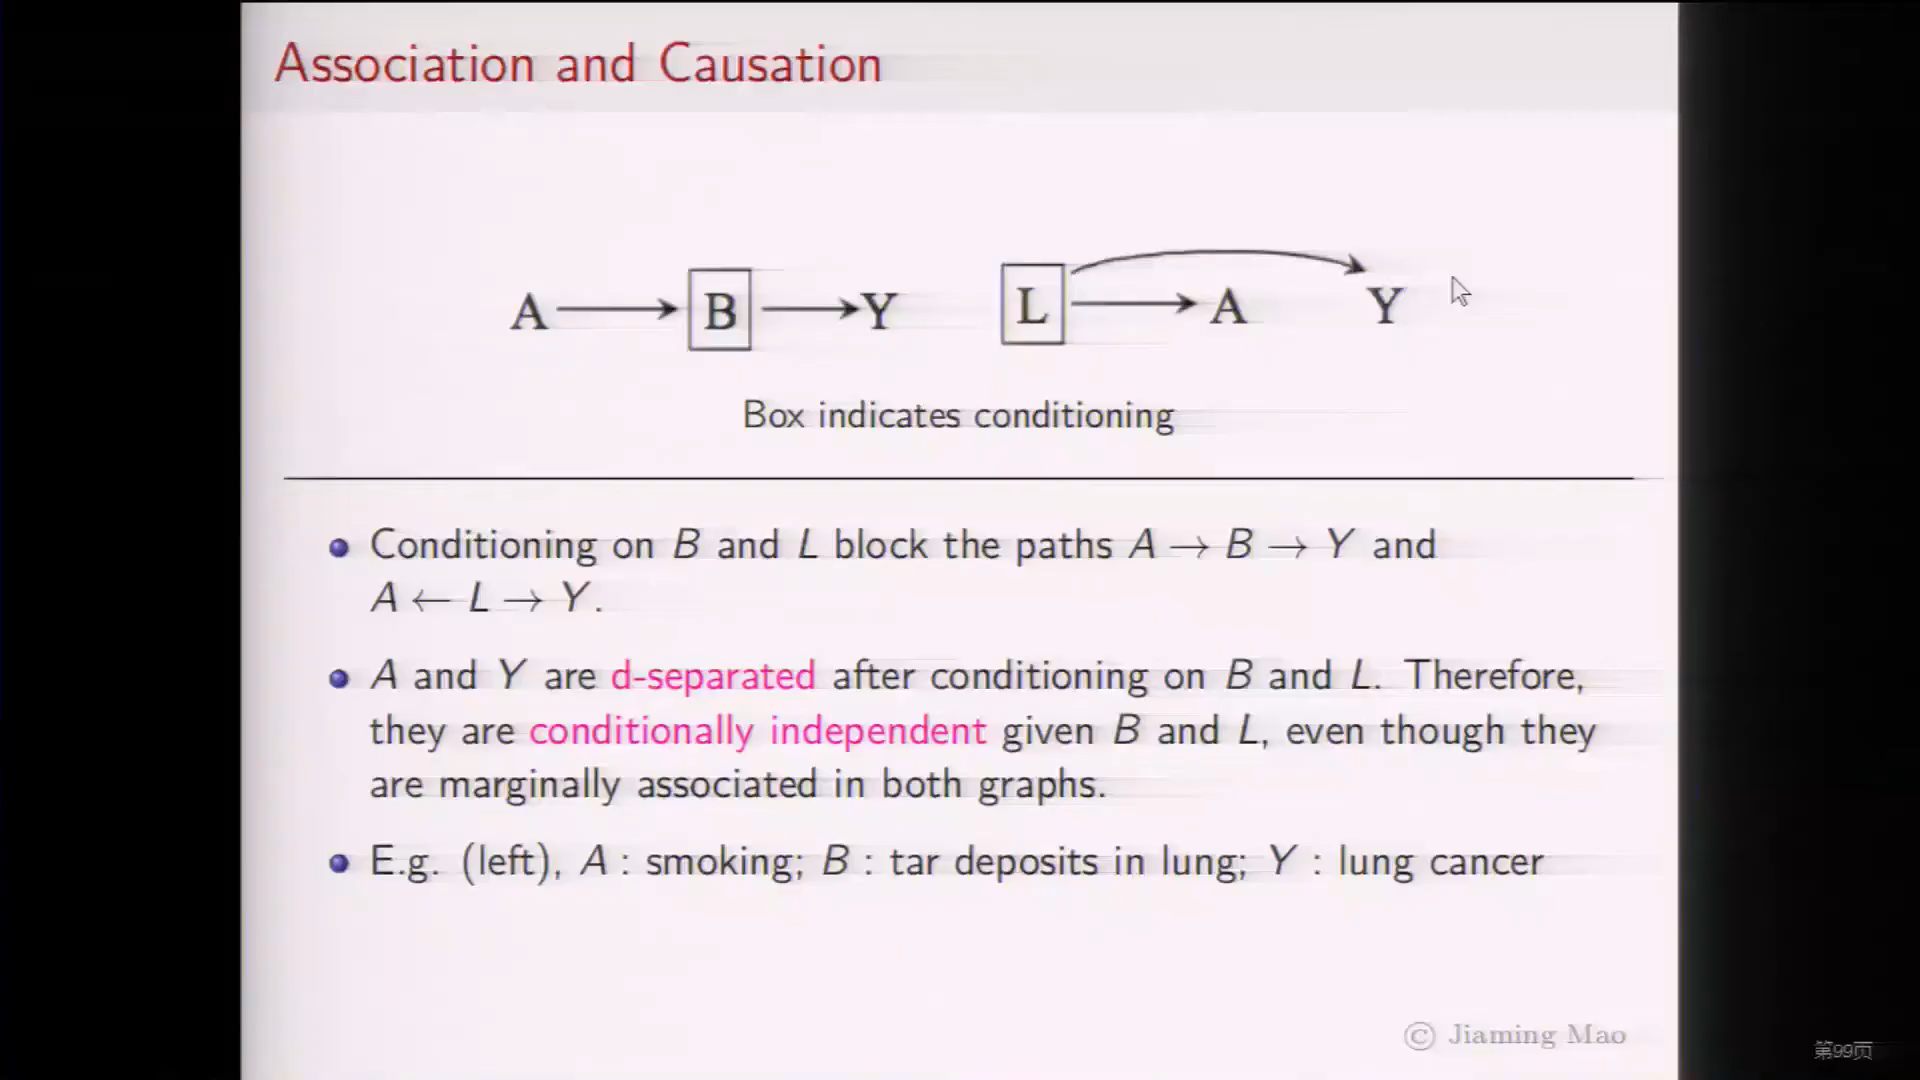 Association and Causation
A → B → Y L → A Y
Box indicates conditioning
Conditioning on B and L block the paths A → B → Y and
A ← L → Y.
A and Y are d-separated after conditioning on B and L. Therefore,
they are conditionally independent given B and L, even though they
are marginally associated in both graphs.
E.g. (left), A : smoking; B : tar deposits in lung; Y : lung cancer
© Jiaming Mao
第99页